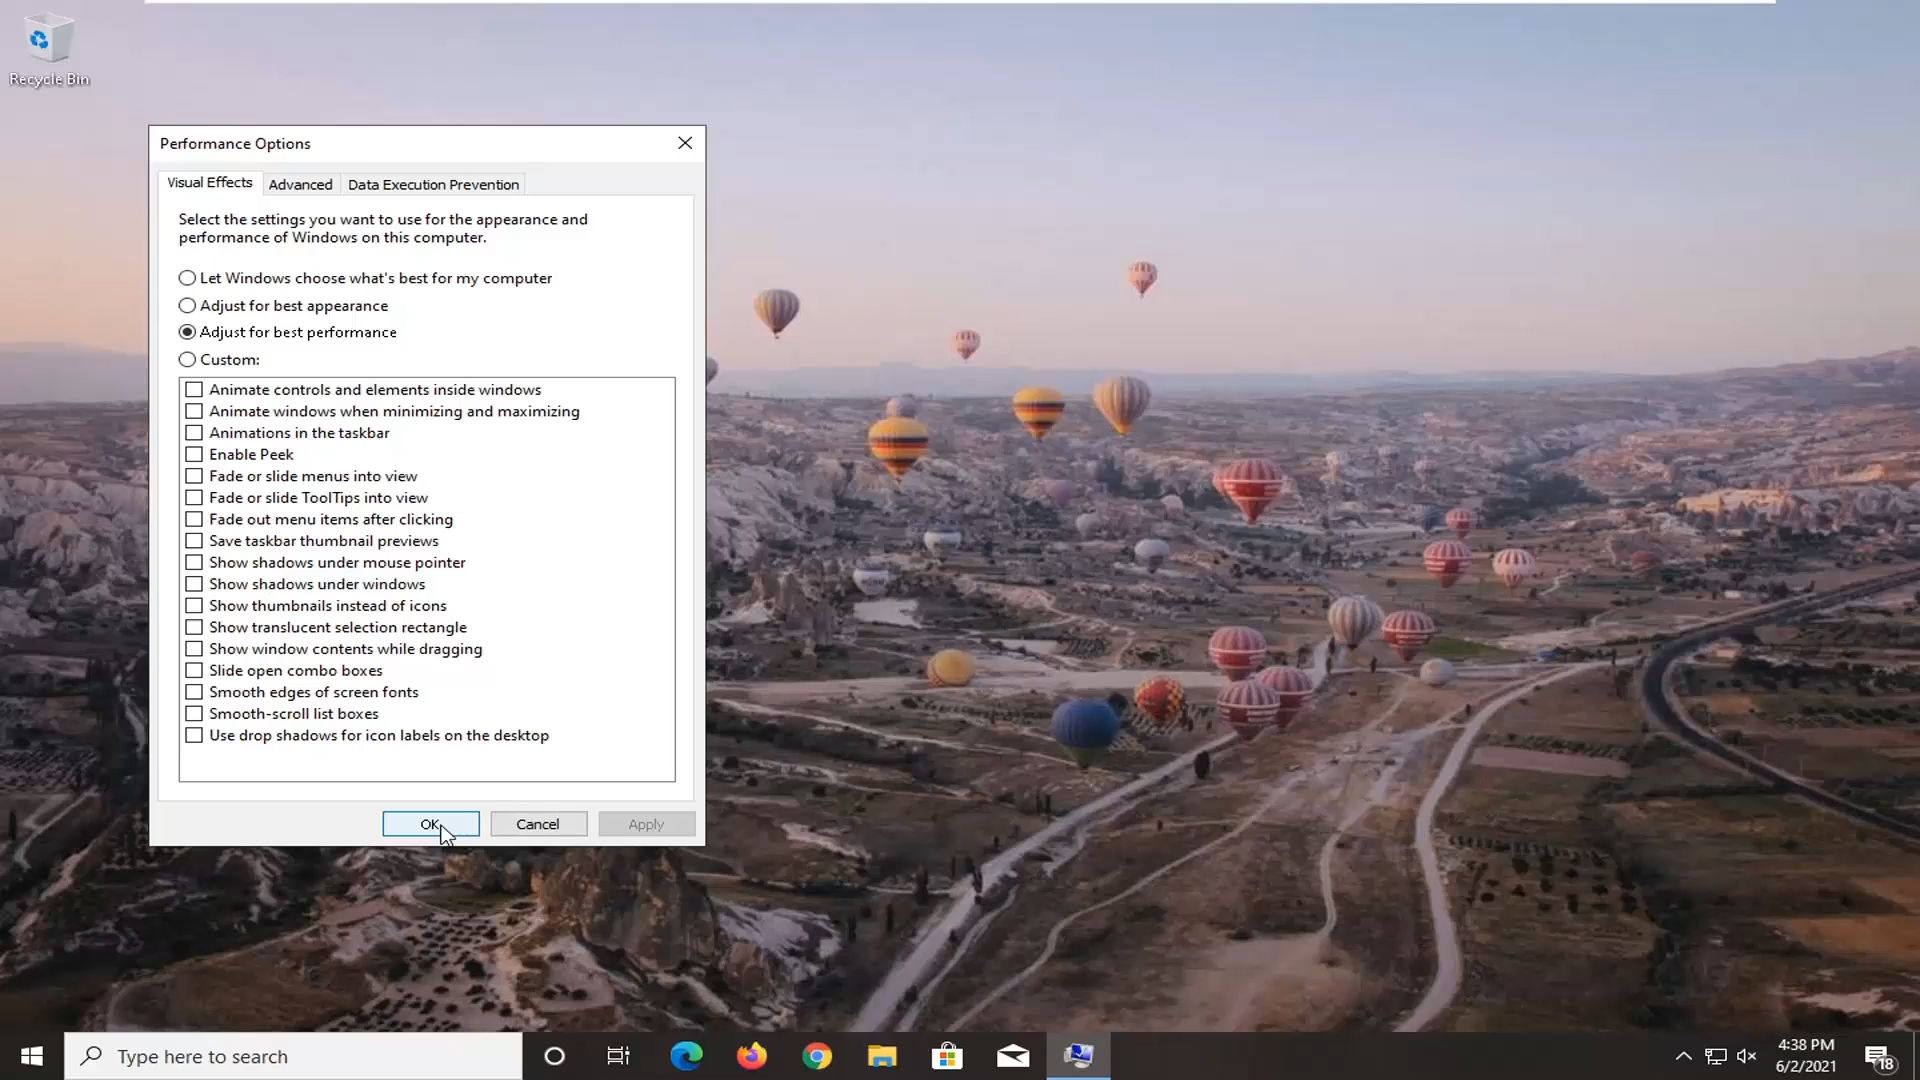 Recycle Bin
Performance Options
Visual Effects
Advanced
Data Execution Prevention
Select the settings you want to use for the appearance and
performance of Windows on this computer.
Let Windows choose what's best for my computer
Adjust for best appearance
Adjust for best performance
Custom:
Animate controls and elements inside windows
Animate windows when minimizing and maximizing
Animations in the taskbar
Enable Peek
Fade or slide menus into view
Fade or slide ToolTips into view
Fade out menu items after clicking
Save taskbar thumbnail previews
Show shadows under mouse pointer
Show shadows under windows
Show thumbnails instead of icons
Show translucent selection rectangle
Show window contents while dragging
Slide open combo boxes
Smooth edges of screen fonts
Smooth-scroll list boxes
Use drop shadows for icon labels on the desktop
OK
Cancel
Apply
Type here to search
4:38 PM
6/2/2021
18